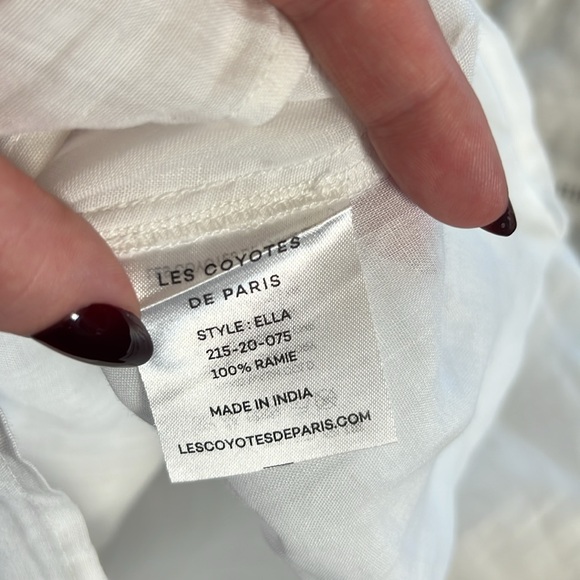 LES COYOTES
DE PARIS
STYLE : ELLA
215-20-075
100% RAMIE
MADE IN INDIA
LESCOYOTESDEPARIS.COM